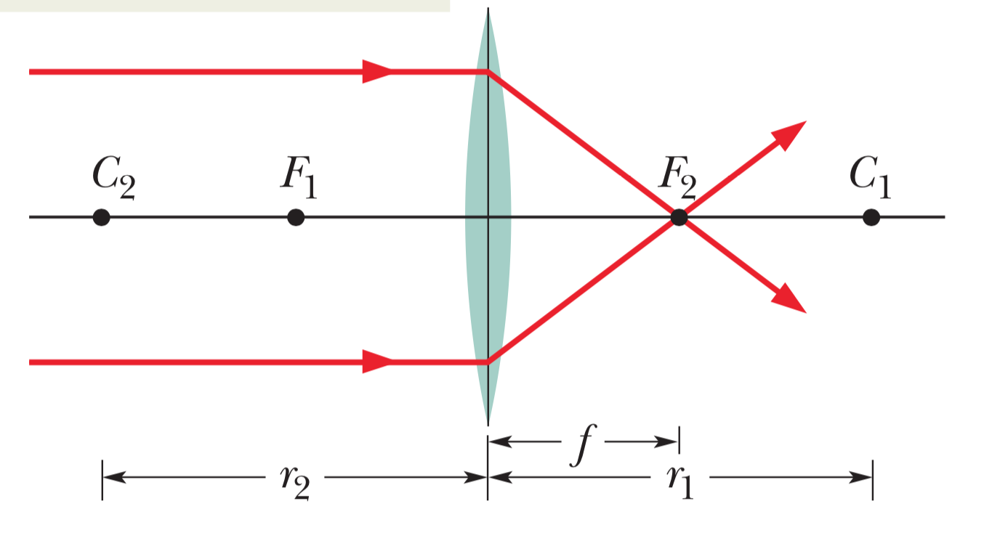 C₂ F₁ F₂ C₁
f
r₂ r₁